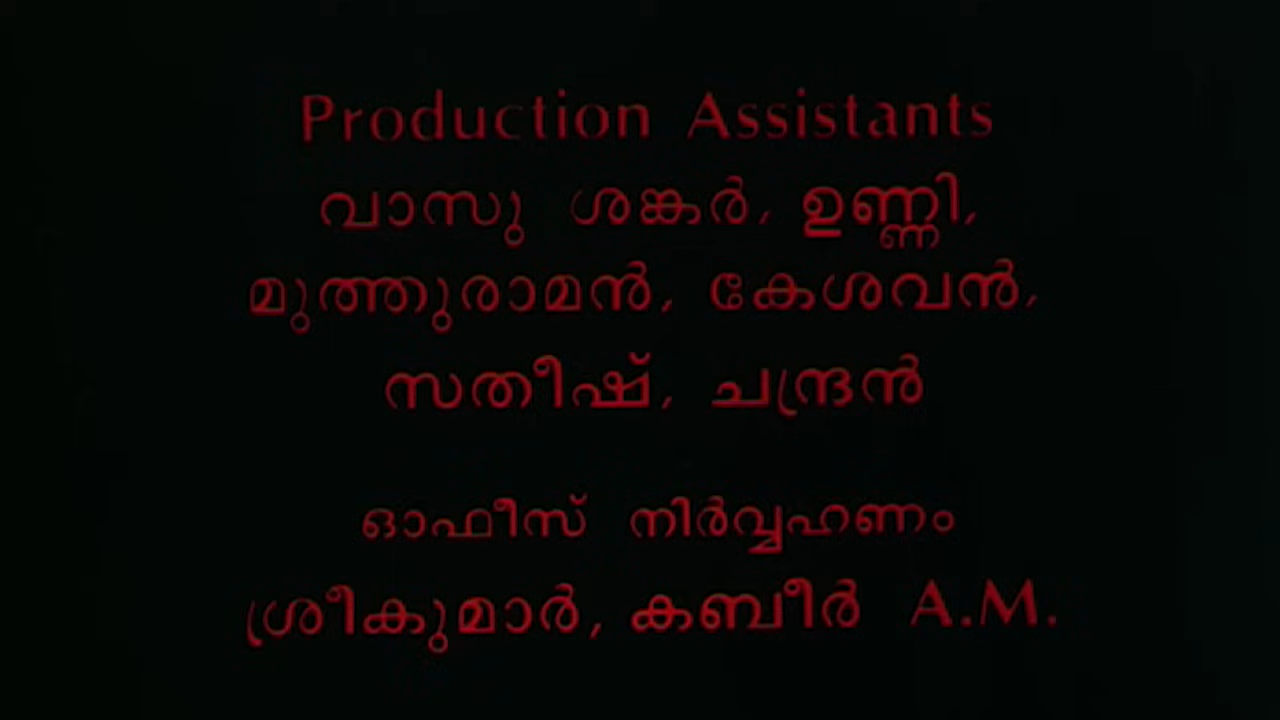 Production Assistants
വാസു ശങ്കർ, ഉണ്ണി,
മുത്തുരാമൻ, കേശവൻ,
സതീഷ്, ചന്ദ്രൻ
ഓഫീസ് നിർവ്വഹണം
ശ്രീകുമാർ, കബീർ A.M.